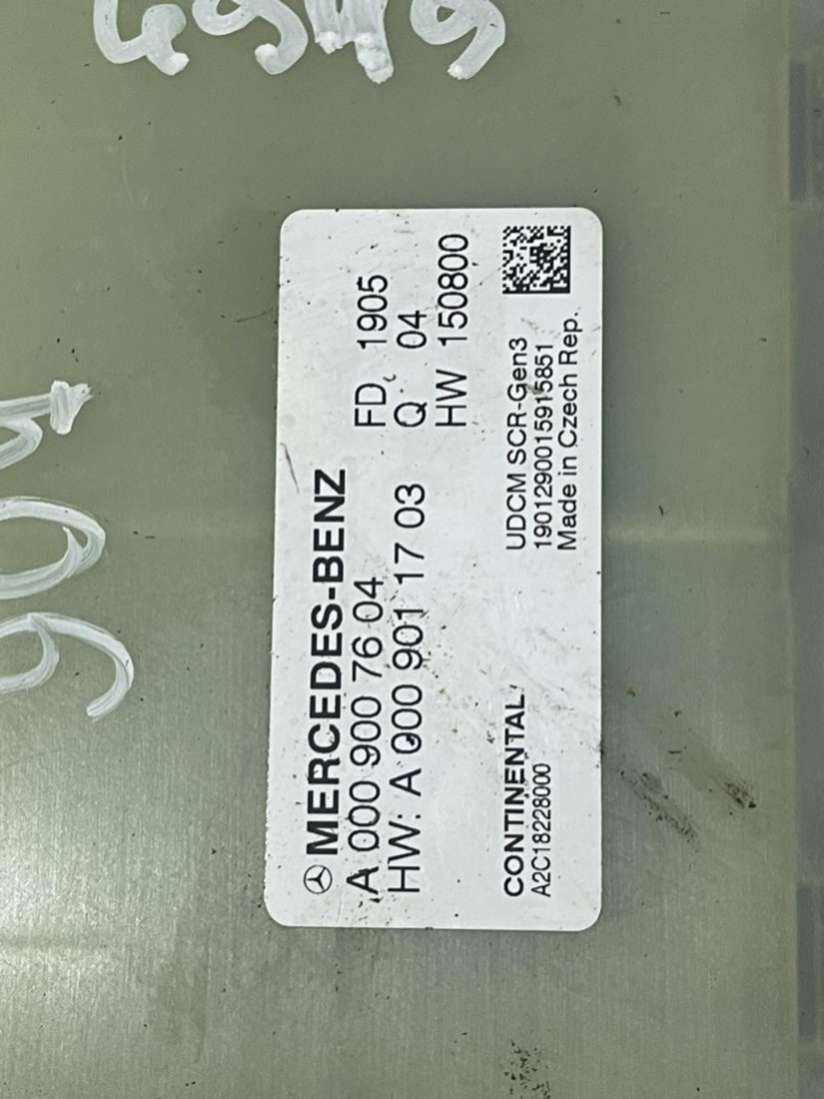 MERCEDES-BENZ
A 000 900 76 04 FD 1905
HW: A 000 901 17 03 Q 04
HW 150800
CONTINENTAL UDCM SCR-Gen3
A2C18228000 1901290015915851
Made in Czech Rep.